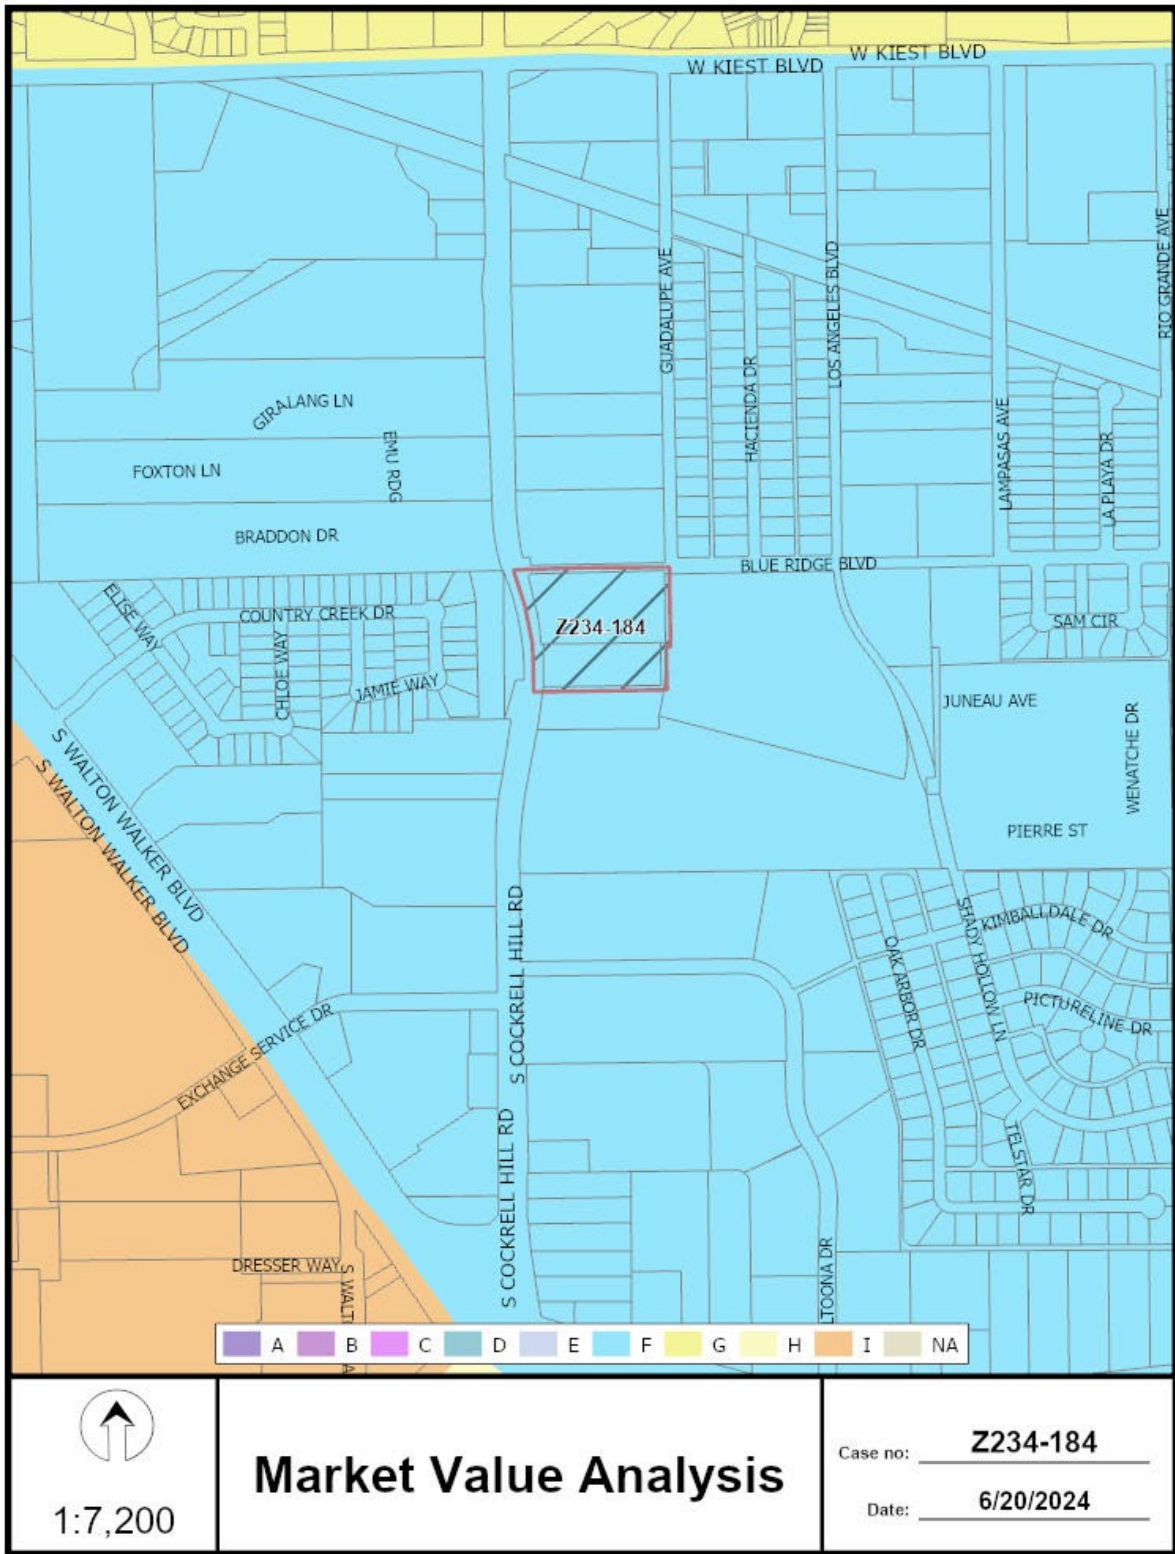 W KIEST BLVD
W KIEST BLVD
GUADALUPE AVE
HACIENDA DR
LOS ANGELES BLVD
LAMPASAS AVE
LA PLAYA DR
RIO GRANDE AVE
GIRALANG LN
EMU RDG
FOXTON LN
BRADDON DR
BLUE RIDGE BLVD
ELISE WAY
COUNTRY CREEK DR
CHLOE WAY
JAMIE WAY
Z234-184
SAM CIR
JUNEAU AVE
WENATCHE DR
PIERRE ST
S WALTON WALKER BLVD
S WALTON WALKER BLVD
S COCKRELL HILL RD
OAK ARBOR DR
SHADY HOLLOW LN
KIMBALLDALE DR
PICTURELINE DR
EXCHANGE SERVICE DR
S COCKRELL HILL RD
TELSTAR DR
DRESSER WAY
S WALT
A
LTOONA DR
A B C D E F G H I NA
1:7,200
Market Value Analysis
Case no: Z234-184
Date: 6/20/2024